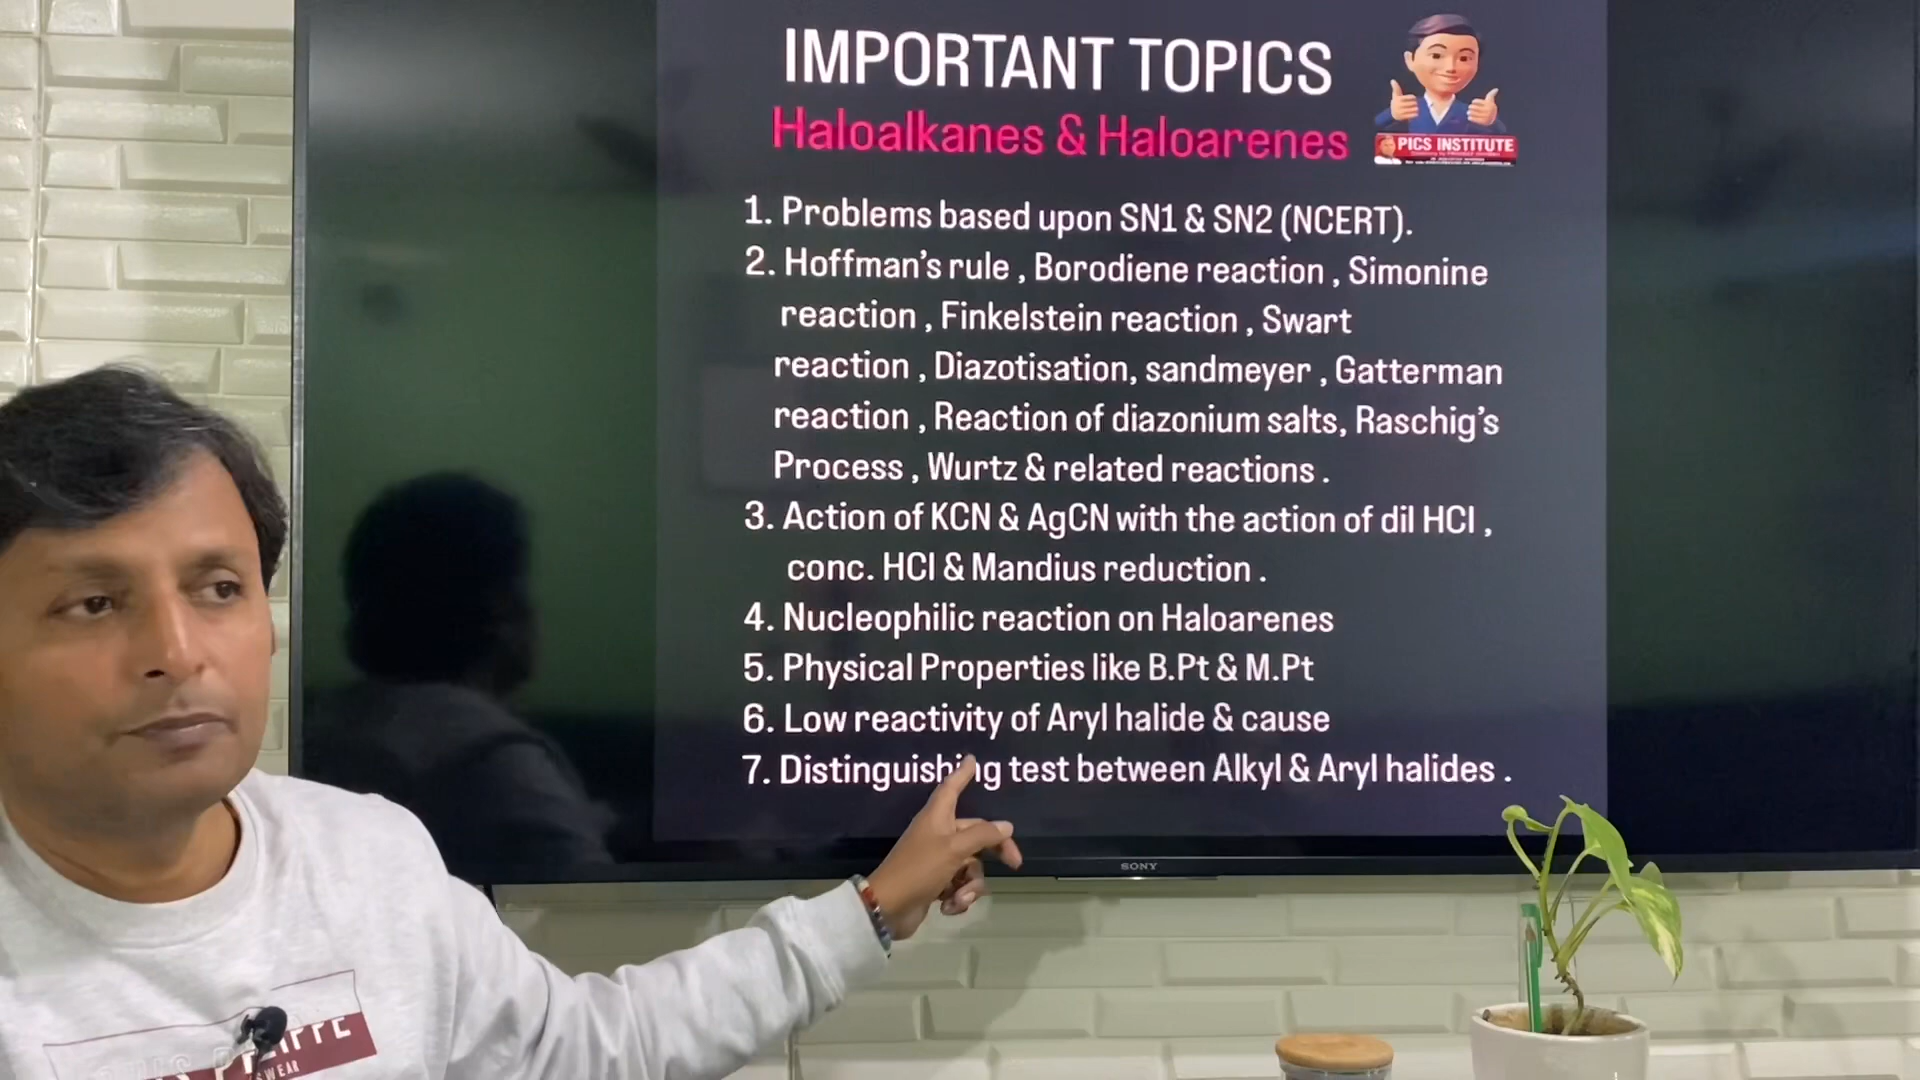 IMPORTANT TOPICS
Haloalkanes & Haloarenes
PICS INSTITUTE
1. Problems based upon SN1 & SN2 (NCERT).
2. Hoffman's rule , Borodiene reaction , Simonine
reaction , Finkelstein reaction , Swart
reaction , Diazotisation, sandmeyer , Gatterman
reaction , Reaction of diazonium salts, Raschig's
Process , Wurtz & related reactions .
3. Action of KCN & AgCN with the action of dil HCl ,
conc. HCl & Mandius reduction .
4. Nucleophilic reaction on Haloarenes
5. Physical Properties like B.Pt & M.Pt
6. Low reactivity of Aryl halide & cause
7. Distinguishing test between Alkyl & Aryl halides .
SONY